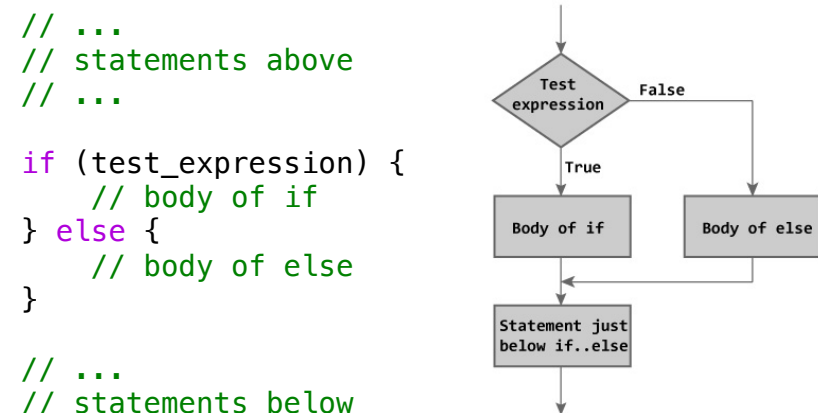 // ...
// statements above
// ...
if (test_expression) {
    // body of if
} else {
    // body of else
}
// ...
// statements below
Test
expression
False
True
Body of if
Body of else
Statement just
below if..else